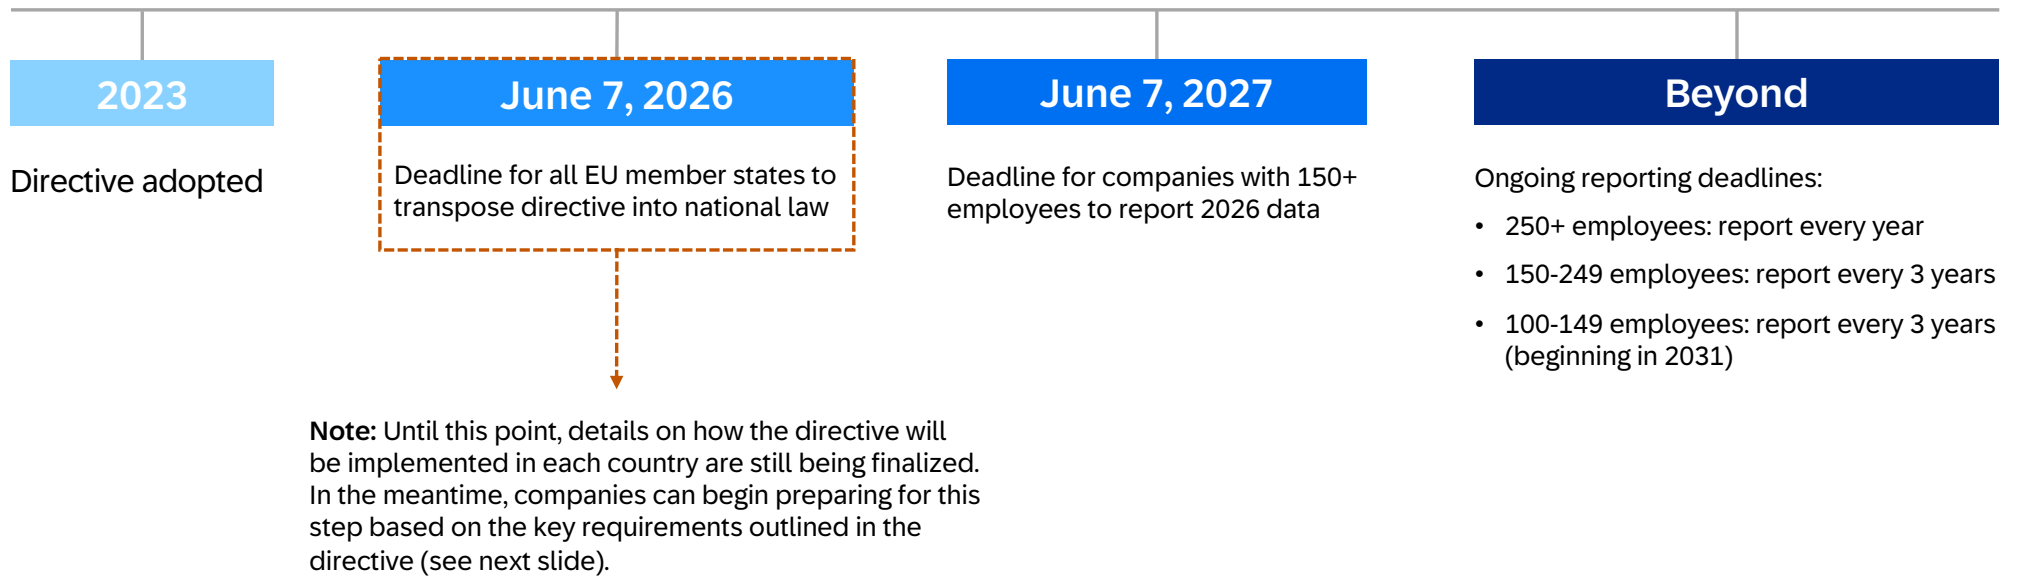 2023
Directive adopted
June 7, 2026
Deadline for all EU member states to
transpose directive into national law
Note: Until this point, details on how the directive will
be implemented in each country are still being finalized.
In the meantime, companies can begin preparing for this
step based on the key requirements outlined in the
directive (see next slide).
June 7, 2027
Deadline for companies with 150+
employees to report 2026 data
Beyond
Ongoing reporting deadlines:
• 250+ employees: report every year
• 150-249 employees: report every 3 years
• 100-149 employees: report every 3 years
(beginning in 2031)